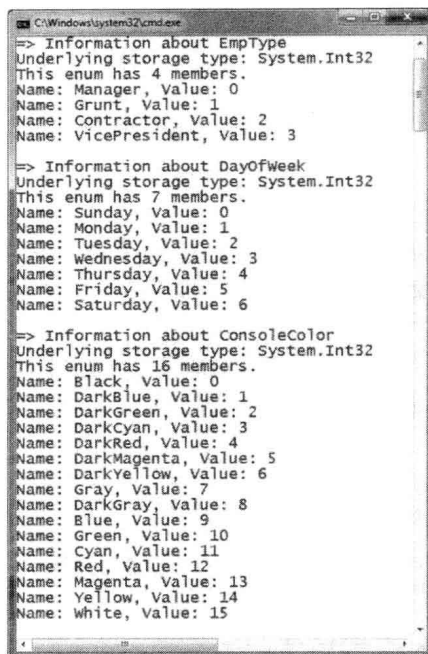 C:\Windows\system32\cmd.exe
=> Information about EmpType
Underlying storage type: System.Int32
This enum has 4 members.
Name: Manager, Value: 0
Name: Grunt, Value: 1
Name: Contractor, Value: 2
Name: VicePresident, Value: 3
=> Information about DayOfWeek
Underlying storage type: System.Int32
This enum has 7 members.
Name: Sunday, Value: 0
Name: Monday, Value: 1
Name: Tuesday, Value: 2
Name: Wednesday, Value: 3
Name: Thursday, Value: 4
Name: Friday, Value: 5
Name: Saturday, Value: 6
=> Information about ConsoleColor
Underlying storage type: System.Int32
This enum has 16 members.
Name: Black, Value: 0
Name: DarkBlue, Value: 1
Name: DarkGreen, Value: 2
Name: DarkCyan, Value: 3
Name: DarkRed, Value: 4
Name: DarkMagenta, Value: 5
Name: DarkYellow, Value: 6
Name: Gray, Value: 7
Name: DarkGray, Value: 8
Name: Blue, Value: 9
Name: Green, Value: 10
Name: Cyan, Value: 11
Name: Red, Value: 12
Name: Magenta, Value: 13
Name: Yellow, Value: 14
Name: White, Value: 15